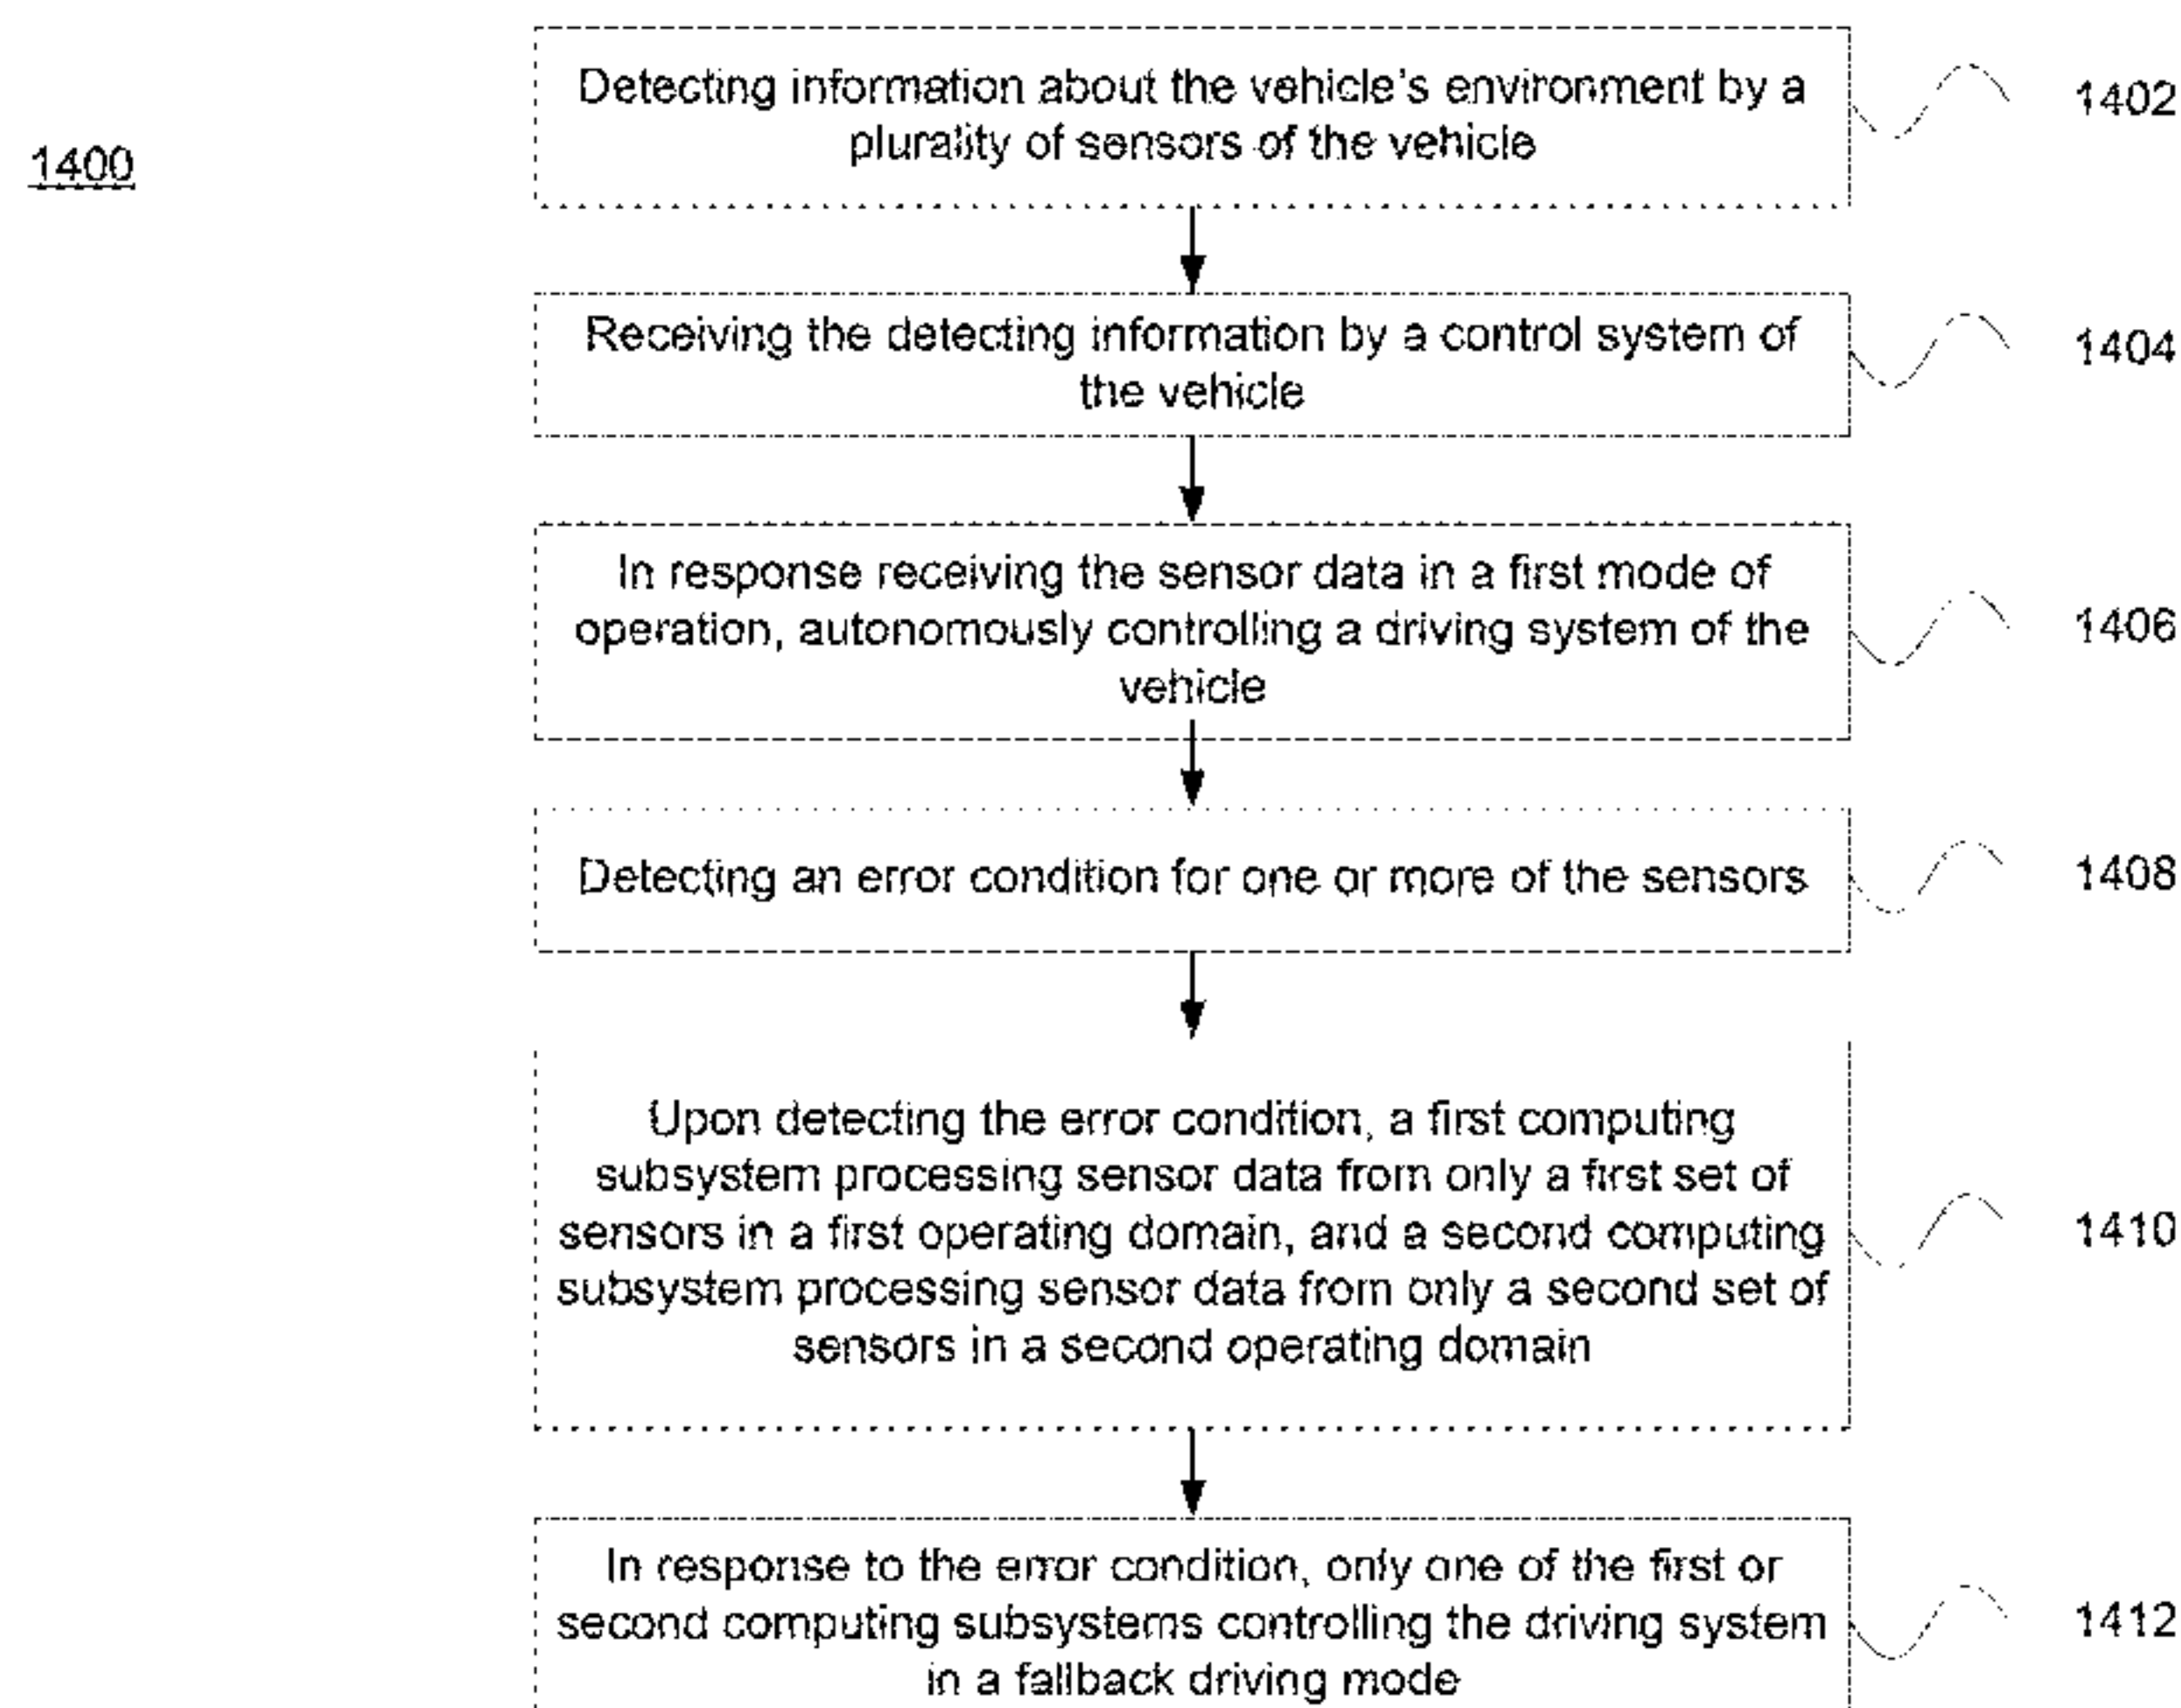 1400
Detecting information about the vehicle's environment by a
plurality of sensors of the vehicle
1402
Receiving the detecting information by a control system of
the vehicle
1404
In response receiving the sensor data in a first mode of
operation, autonomously controlling a driving system of the
vehicle
1406
Detecting an error condition for one or more of the sensors
1408
Upon detecting the error condition, a first computing
subsystem processing sensor data from only a first set of
sensors in a first operating domain, and a second computing
subsystem processing sensor data from only a second set of
sensors in a second operating domain
1410
In response to the error condition, only one of the first or
second computing subsystems controlling the driving system
in a fallback driving mode
1412